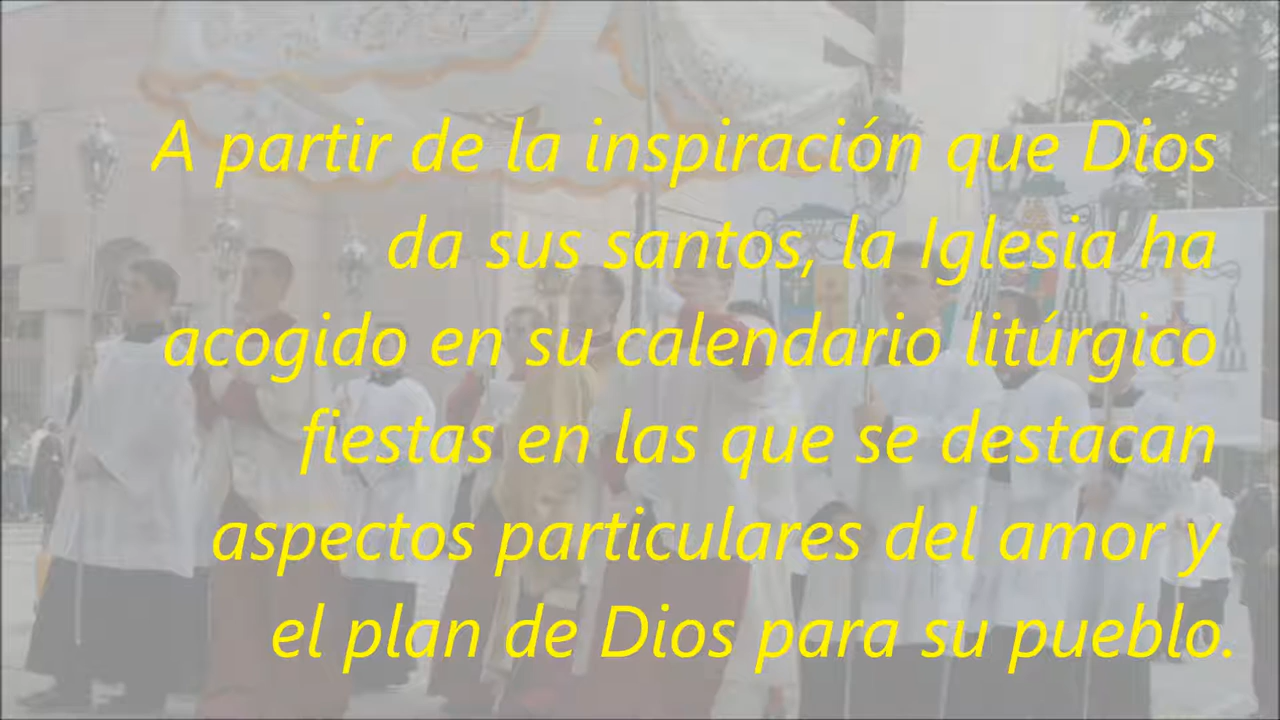 A partir de la inspiración que Dios
da sus santos, la Iglesia ha
acogido en su calendario litúrgico
fiestas en las que se destacan
aspectos particulares del amor y
el plan de Dios para su pueblo.